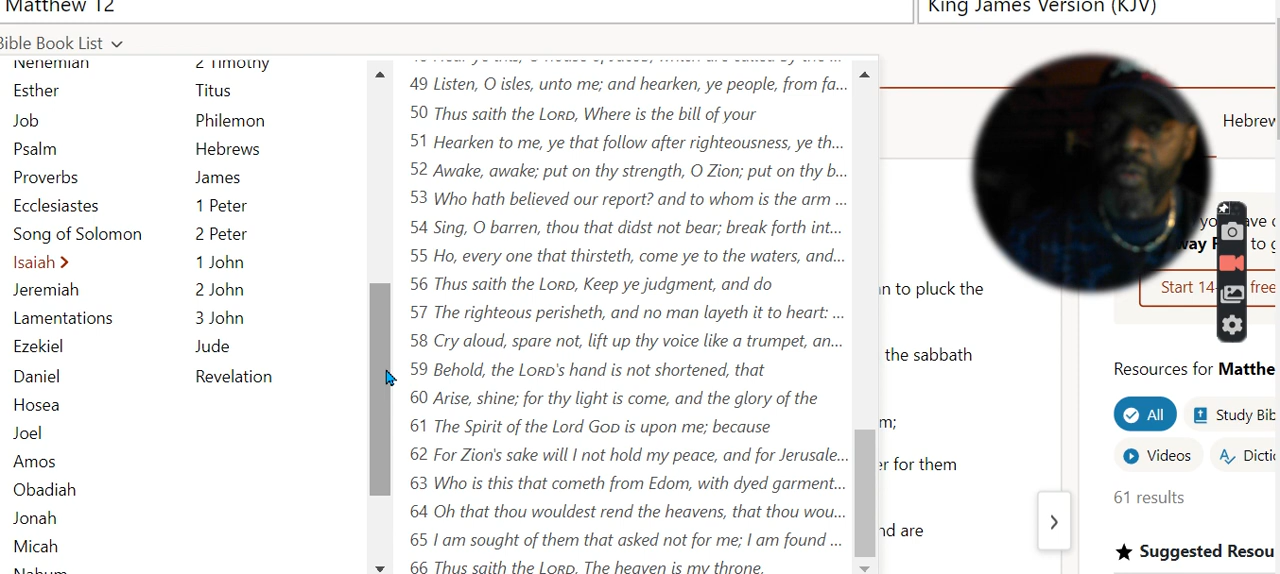 Matthew 12
King James Version (KJV)
Bible Book List
Nehemiah
2 Timothy
Esther
Titus
Job
Philemon
Psalm
Hebrews
Proverbs
James
Ecclesiastes
1 Peter
Song of Solomon
2 Peter
Isaiah
1 John
Jeremiah
2 John
Lamentations
3 John
Ezekiel
Jude
Daniel
Revelation
Hosea
Joel
Amos
Obadiah
Jonah
Micah
Nahum
49 Listen, O isles, unto me; and hearken, ye people, from fa...
50 Thus saith the LORD, Where is the bill of your
51 Hearken to me, ye that follow after righteousness, ye th...
52 Awake, awake; put on thy strength, O Zion; put on thy b...
53 Who hath believed our report? and to whom is the arm ...
54 Sing, O barren, thou that didst not bear; break forth int...
55 Ho, every one that thirsteth, come ye to the waters, and...
56 Thus saith the LORD, Keep ye judgment, and do
57 The righteous perisheth, and no man layeth it to heart: ...
58 Cry aloud, spare not, lift up thy voice like a trumpet, an...
59 Behold, the LORD's hand is not shortened, that
60 Arise, shine; for thy light is come, and the glory of the
61 The Spirit of the Lord GOD is upon me; because
62 For Zion's sake will I not hold my peace, and for Jerusale...
63 Who is this that cometh from Edom, with dyed garment...
64 Oh that thou wouldest rend the heavens, that thou wou...
65 I am sought of them that asked not for me; I am found ...
66 Thus saith the LORD, The heaven is my throne,
n to pluck the
the sabbath
m;
er for them
nd are
Hebrew
to g
Start 14- free
Resources for Matthe
All
Study Bib
Videos
Dictio
61 results
Suggested Resou